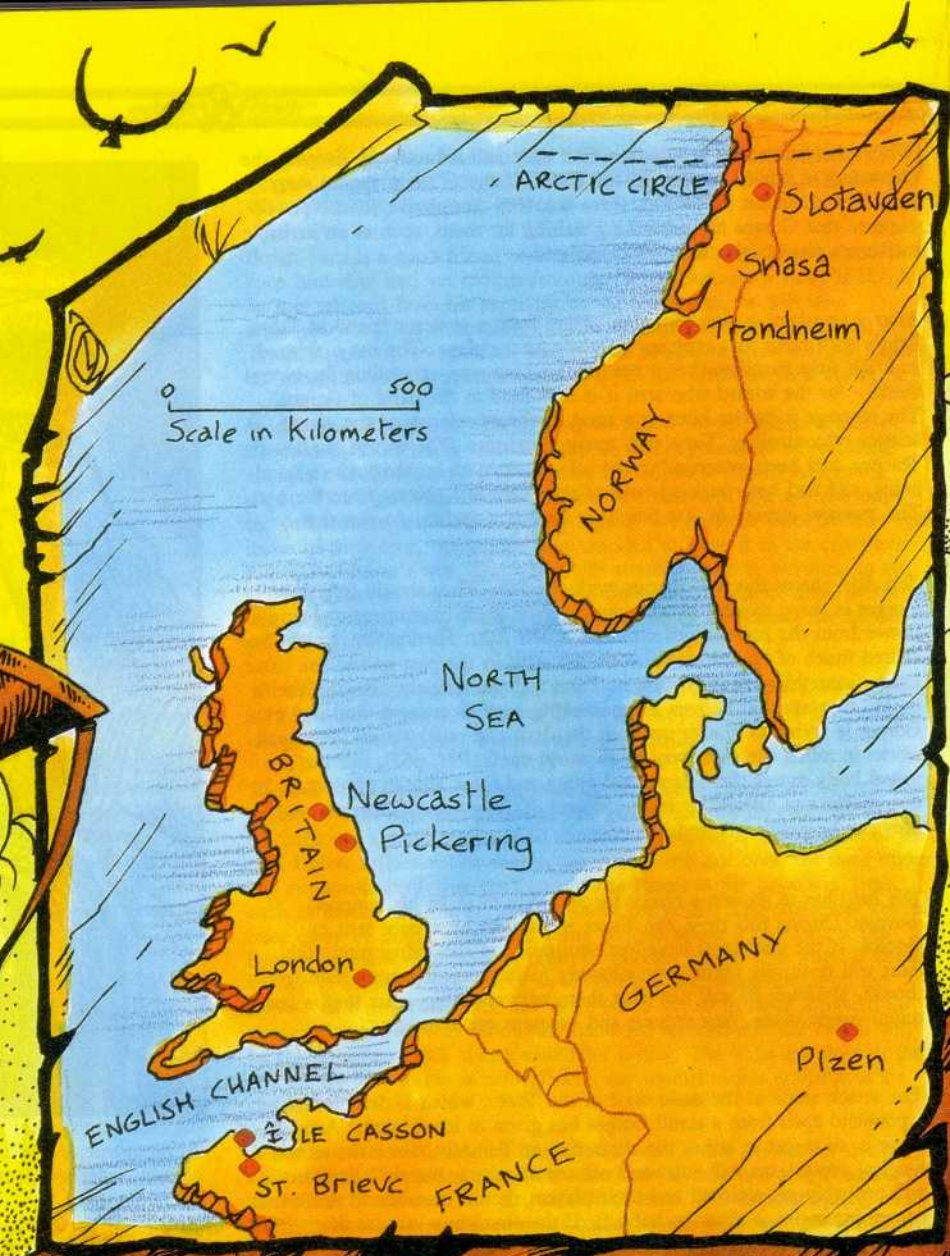 ARCTIC CIRCLE
Slotavden
Snasa
Trondneim
0 500
Scale in Kilometers
NORWAY
NORTH
SEA
BRITAIN
Newcastle
Pickering
London
GERMANY
Plzen
ENGLISH CHANNEL
ÎLE CASSON
ST. Brieuc
FRANCE